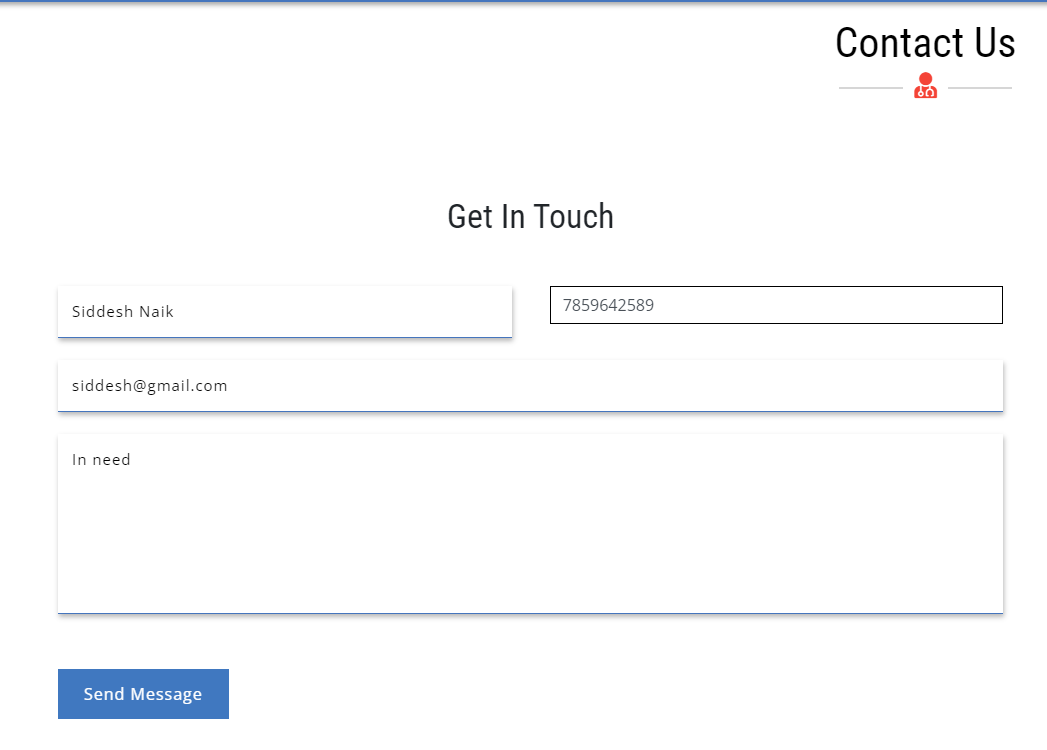 Contact Us
Get In Touch
Siddesh Naik
7859642589
siddesh@gmail.com
In need
Send Message